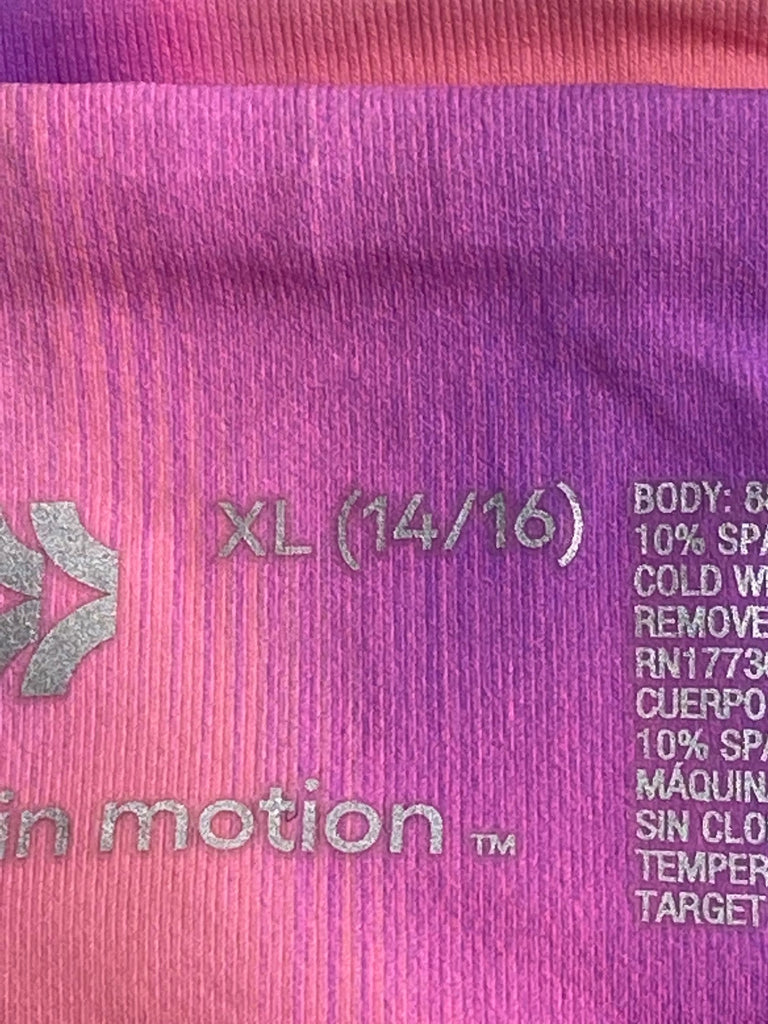 XL (14/16)
in motion ™
BODY: 8
10% SPA
COLD W
REMOVE
RN1773
CUERPO
10% SPA
MÁQUINA
SIN CLO
TEMPER
TARGET